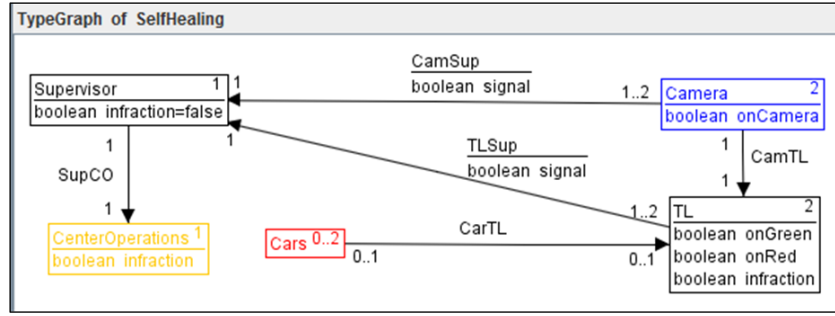 TypeGraph of SelfHealing
CamSup
boolean signal
Supervisor 1
boolean infraction=false
1
1..2
Camera 2
boolean onCamera
1
1
TLSup
boolean signal
1
CamTL
SupCO
1
1
1..2
TL 2
boolean onGreen
boolean onRed
boolean infraction
CenterOperations 1
boolean infraction
Cars 0..2
CarTL
0..1
0..1